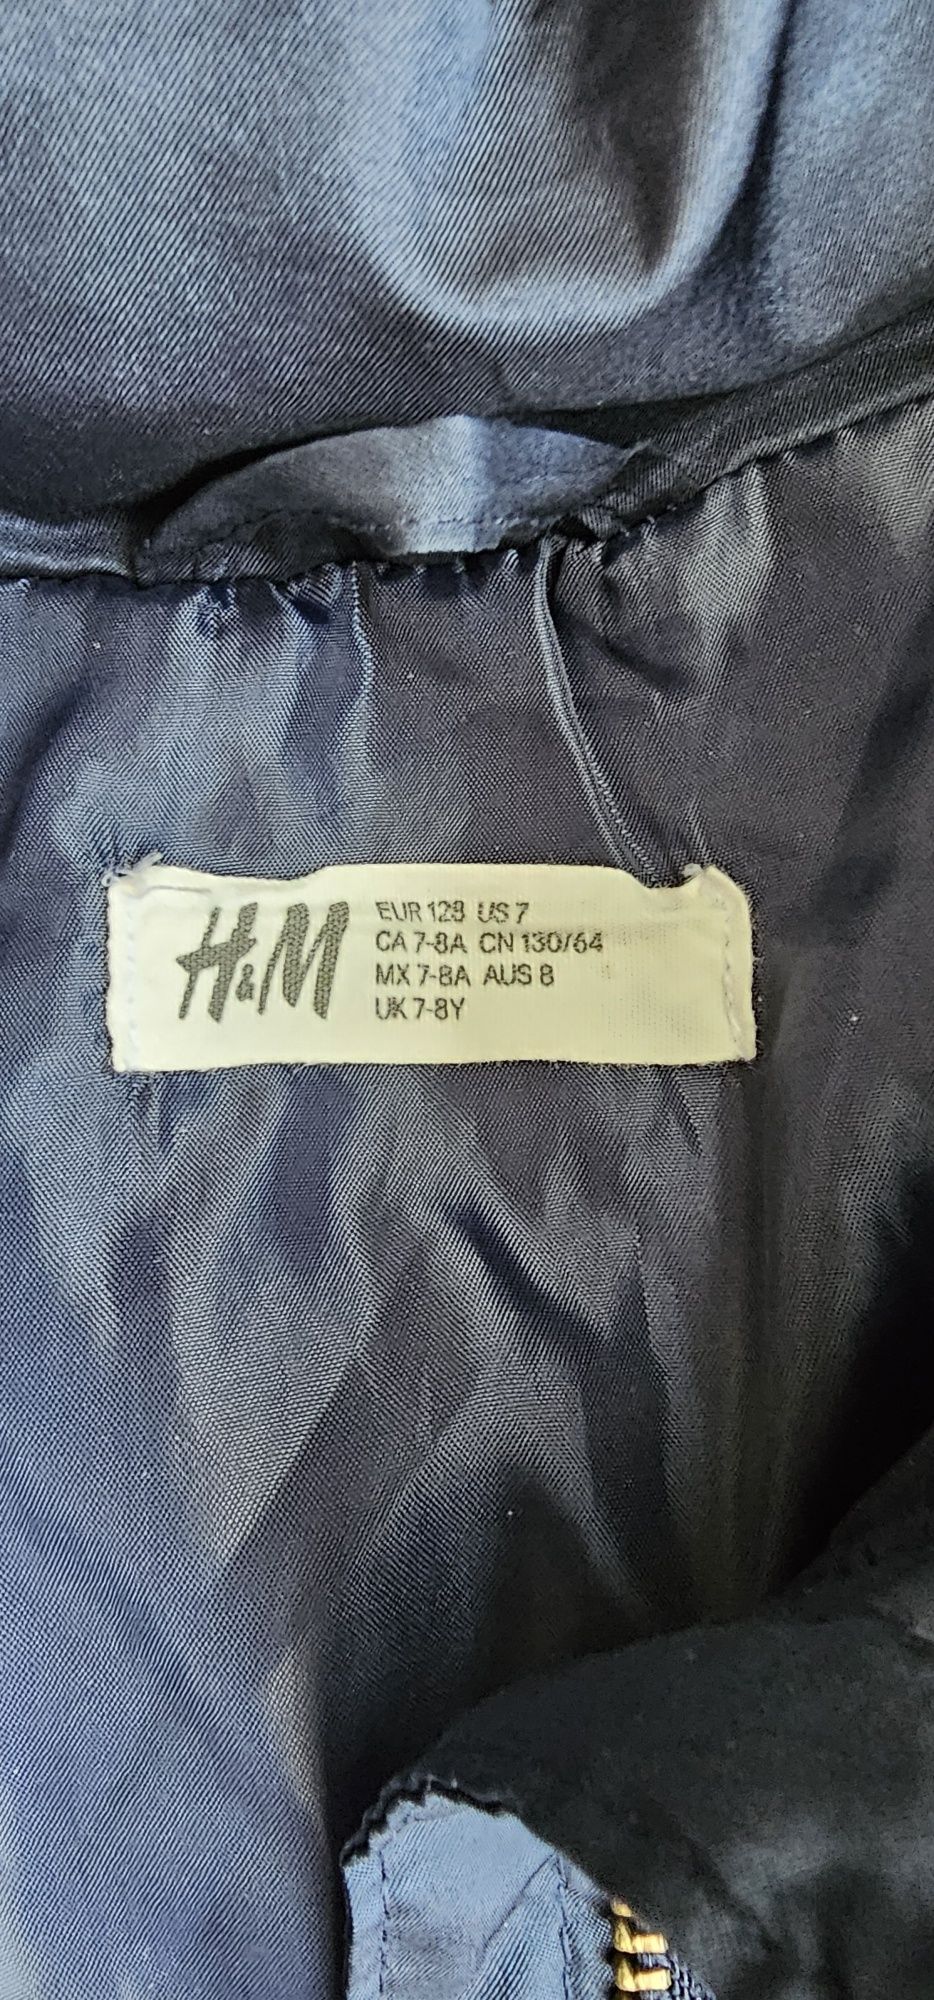 H&M
EUR 128 US 7
CA 7-8A CN 130/64
MX 7-8A AUS 8
UK 7-8Y